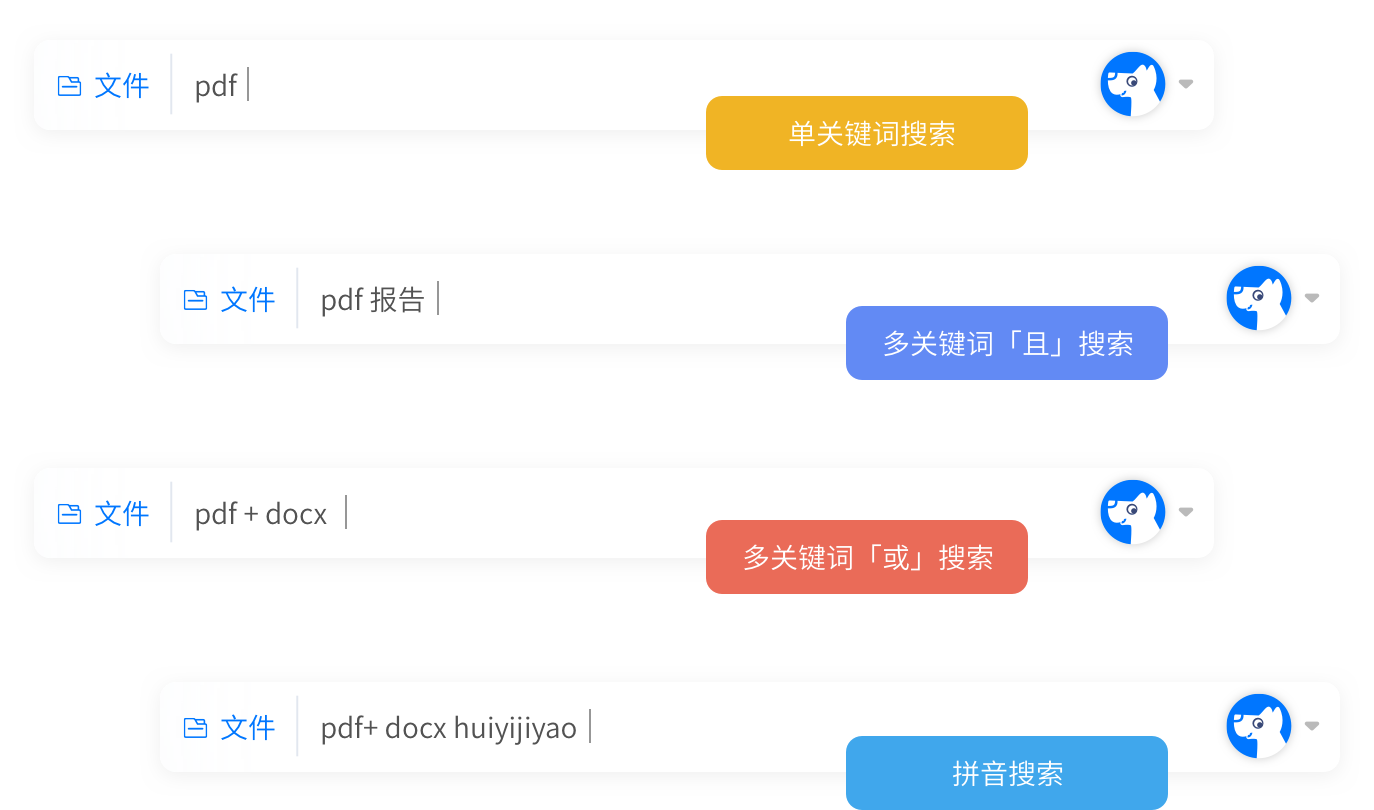 文件 pdf
单关键词搜索
文件 pdf 报告
多关键词「且」搜索
文件 pdf + docx
多关键词「或」搜索
文件 pdf+ docx huiyijiyao
拼音搜索